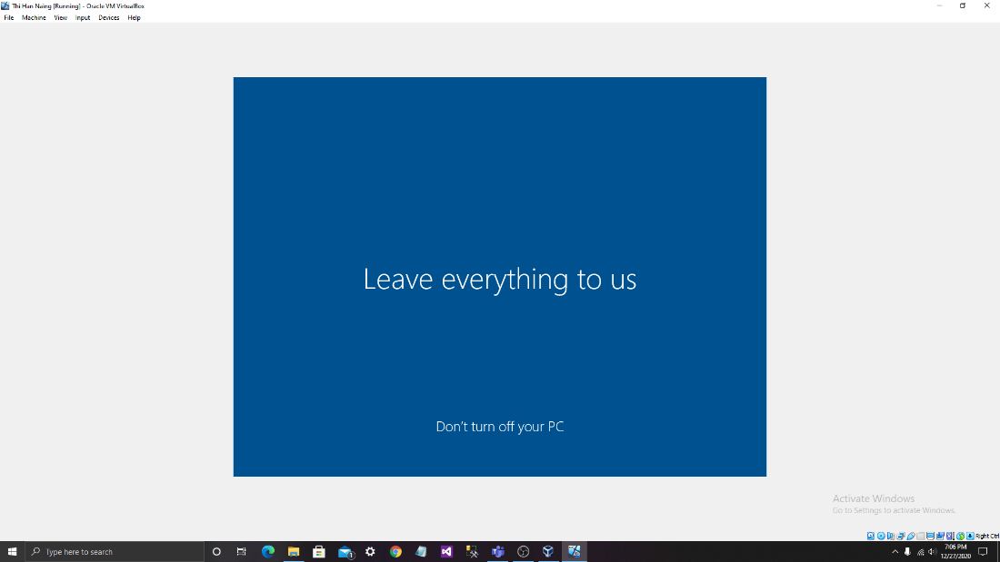 Thi Han Naing [Running] - Oracle VM VirtualBox
File Machine View Input Devices Help
Leave everything to us
Don't turn off your PC
Activate Windows
Go to Settings to activate Windows.
Right Ctrl
Type here to search
1
7:06 PM
12/27/2020